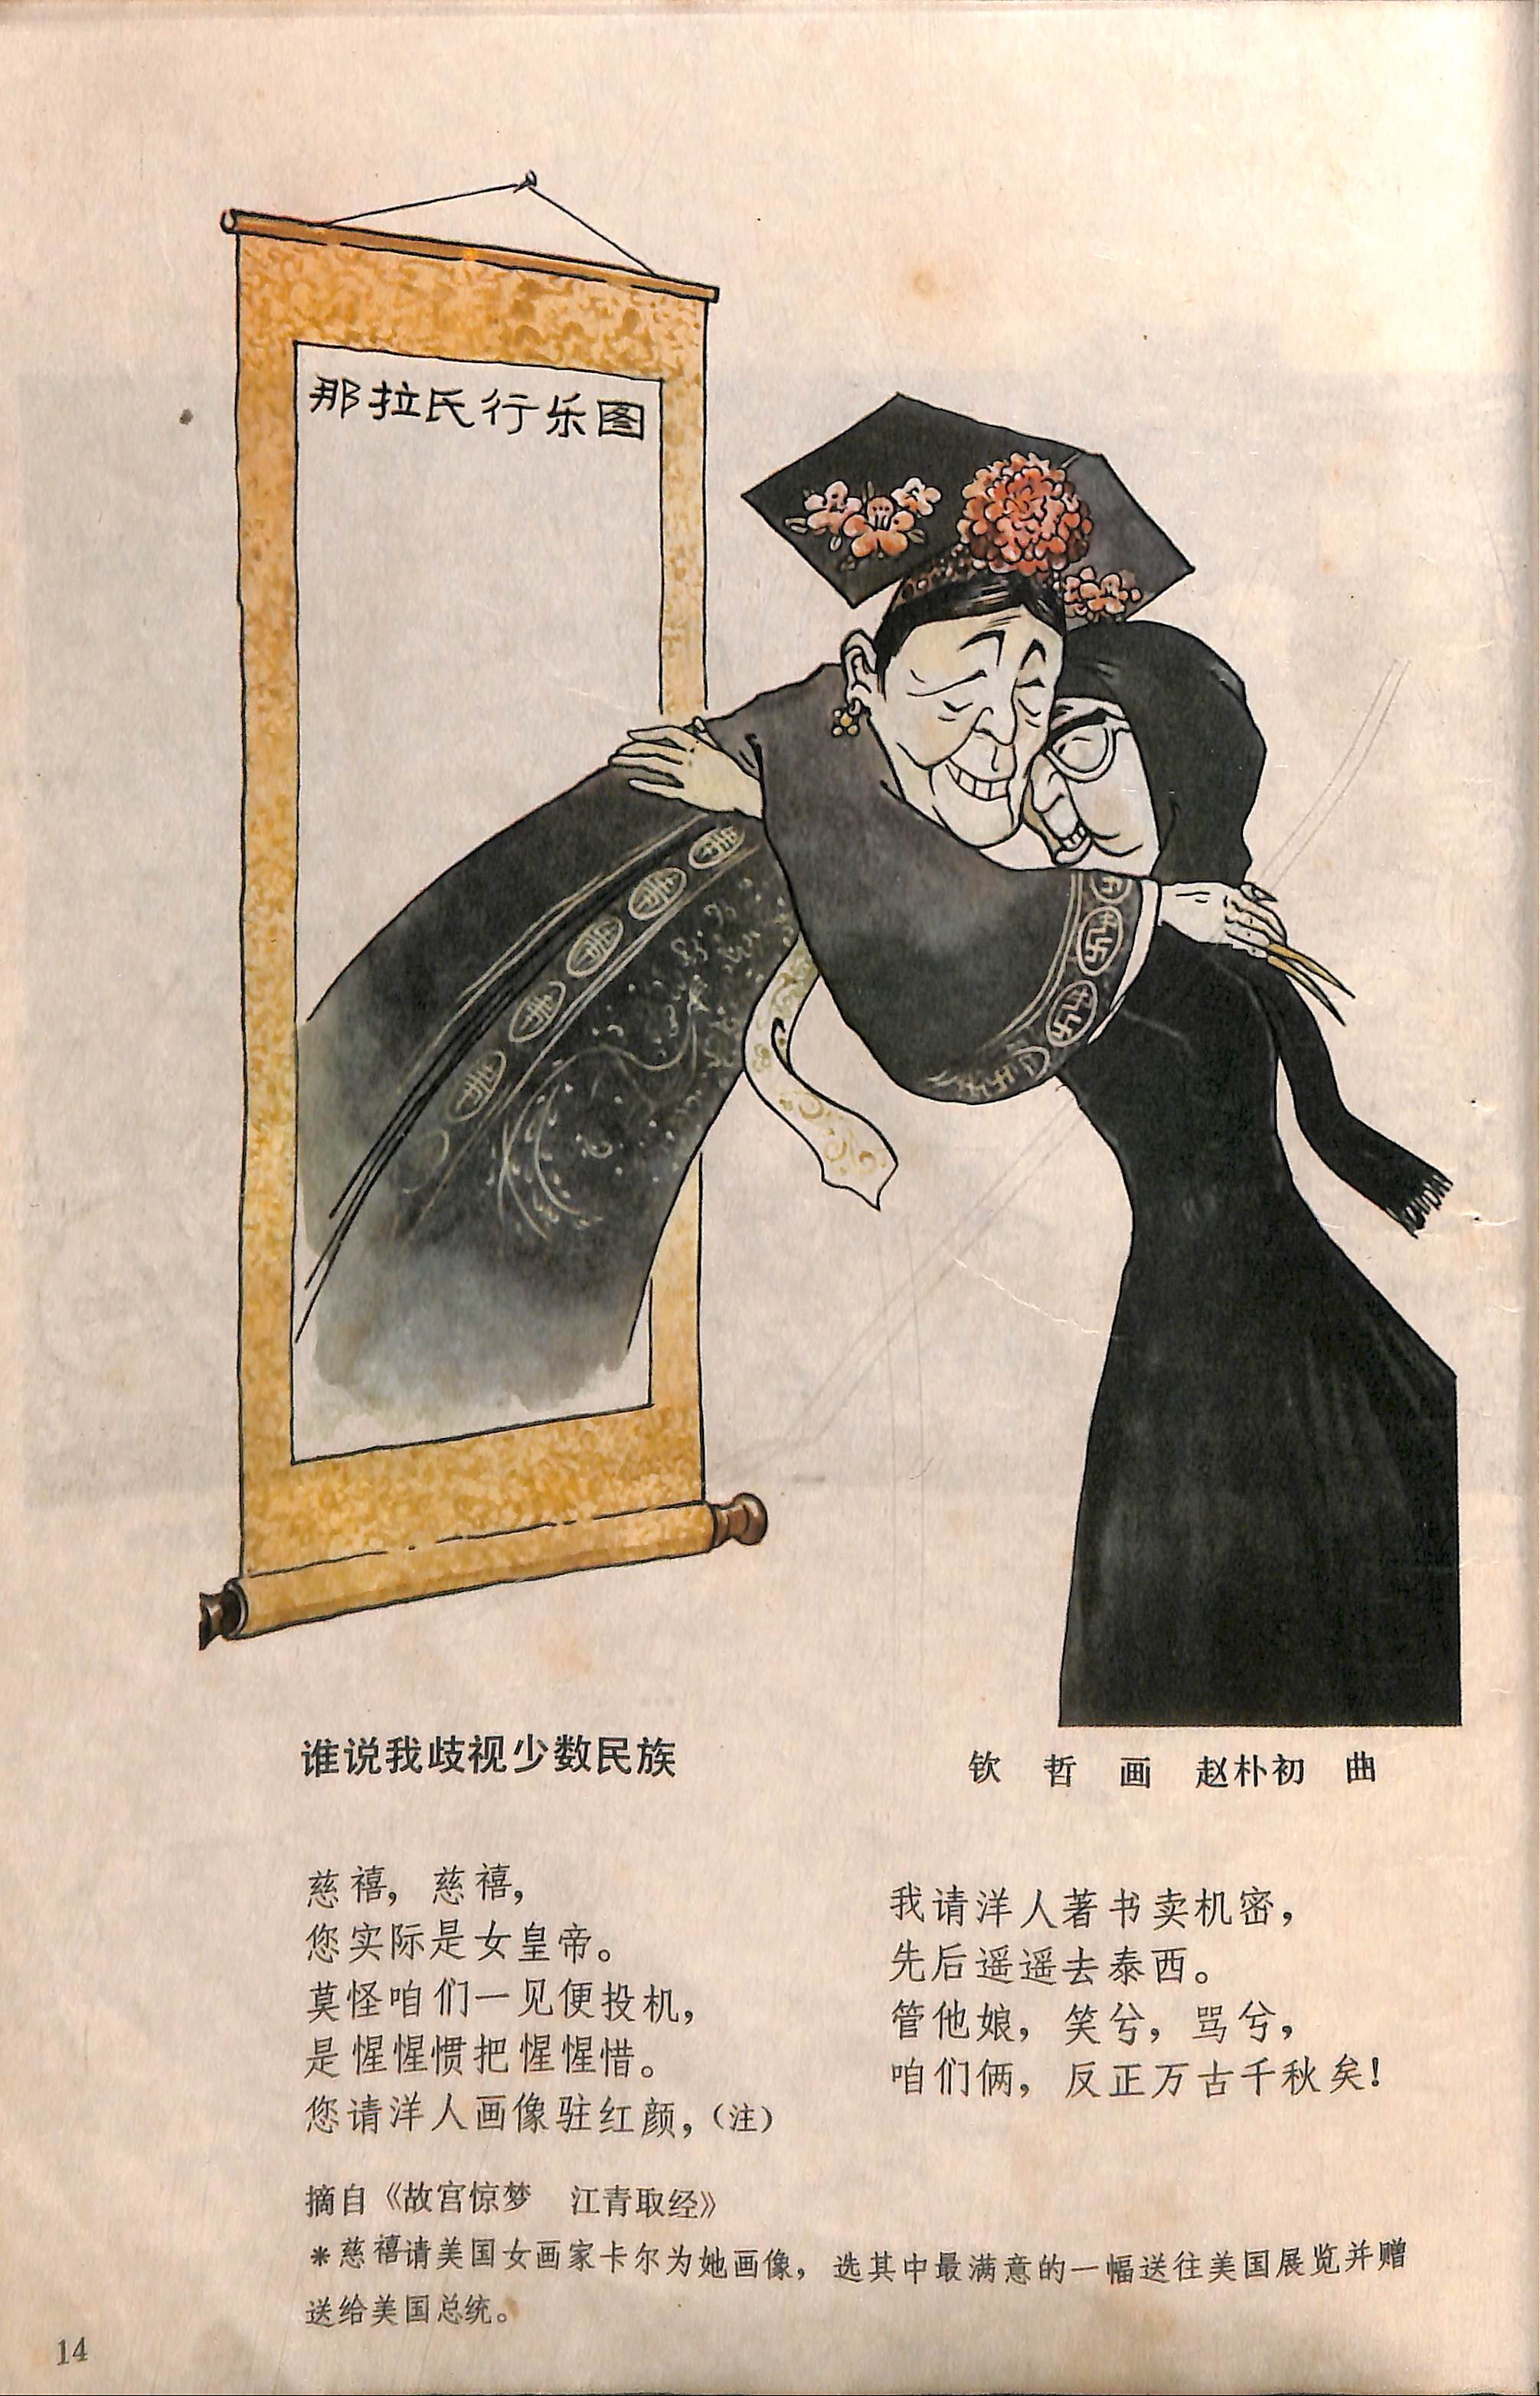 那拉氏行乐图
谁说我歧视少数民族
钦 哲 画 赵朴初 曲
慈禧，慈禧，
您实际是女皇帝。
莫怪咱们一见便投机，
是惺惺惯把惺惺惜。
您请洋人画像驻红颜，（注）
我请洋人著书卖机密，
先后遥遥去泰西。
管他娘，笑兮，骂兮，
咱们俩，反正万古千秋矣！
摘自《故宫惊梦 江青取经》
*慈禧请美国女画家卡尔为她画像，选其中最满意的一幅送往美国展览并赠
送给美国总统。
14